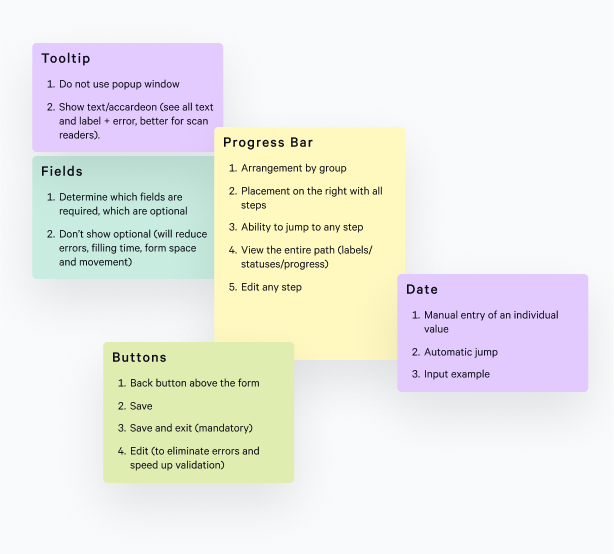 Tooltip
1. Do not use popup window
2. Show text/accardeon (see all text
and label + error, better for scan
readers).
Fields
1. Determine which fields are
required, which are optional
2. Don't show optional (will reduce
errors, filling time, form space
and movement)
Progress Bar
1. Arrangement by group
2. Placement on the right with all
steps
3. Ability to jump to any step
4. View the entire path (labels/
statuses/progress)
5. Edit any step
Date
1. Manual entry of an individual
value
2. Automatic jump
3. Input example
Buttons
1. Back button above the form
2. Save
3. Save and exit (mandatory)
4. Edit (to eliminate errors and
speed up validation)